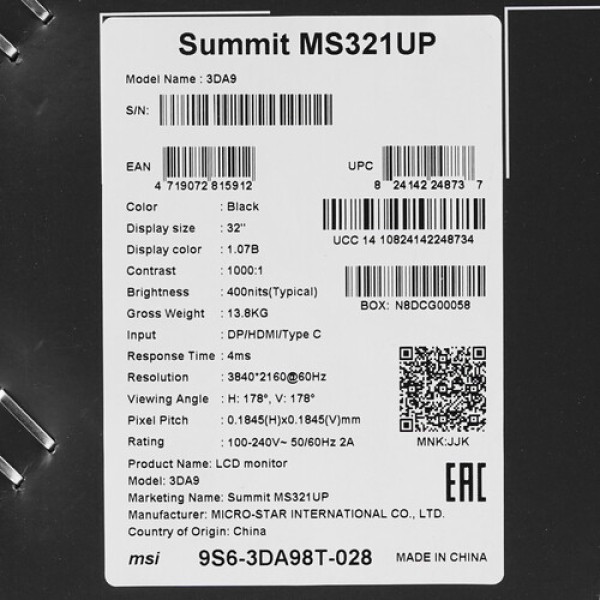 Summit MS321UP
Model Name : 3DA9
S/N:
EAN
4 719072 815912
UPC
8 24142 24873 7
Color : Black
Display size : 32"
UCC 14 10824142248734
Display color : 1.07B
Contrast : 1000:1
Brightness : 400nits(Typical)
BOX: N8DCG00058
Gross Weight : 13.8KG
Input : DP/HDMI/Type C
Response Time : 4ms
Resolution : 3840*2160@60Hz
Viewing Angle : H: 178°, V: 178°
Pixel Pitch : 0.1845(H)x0.1845(V)mm
Rating : 100-240V~ 50/60Hz 2A
MNK:JJK
Product Name: LCD monitor
Model: 3DA9
Marketing Name: Summit MS321UP
EAC
Manufacturer: MICRO-STAR INTERNATIONAL CO., LTD.
Country of Origin: China
msi 9S6-3DA98T-028 MADE IN CHINA